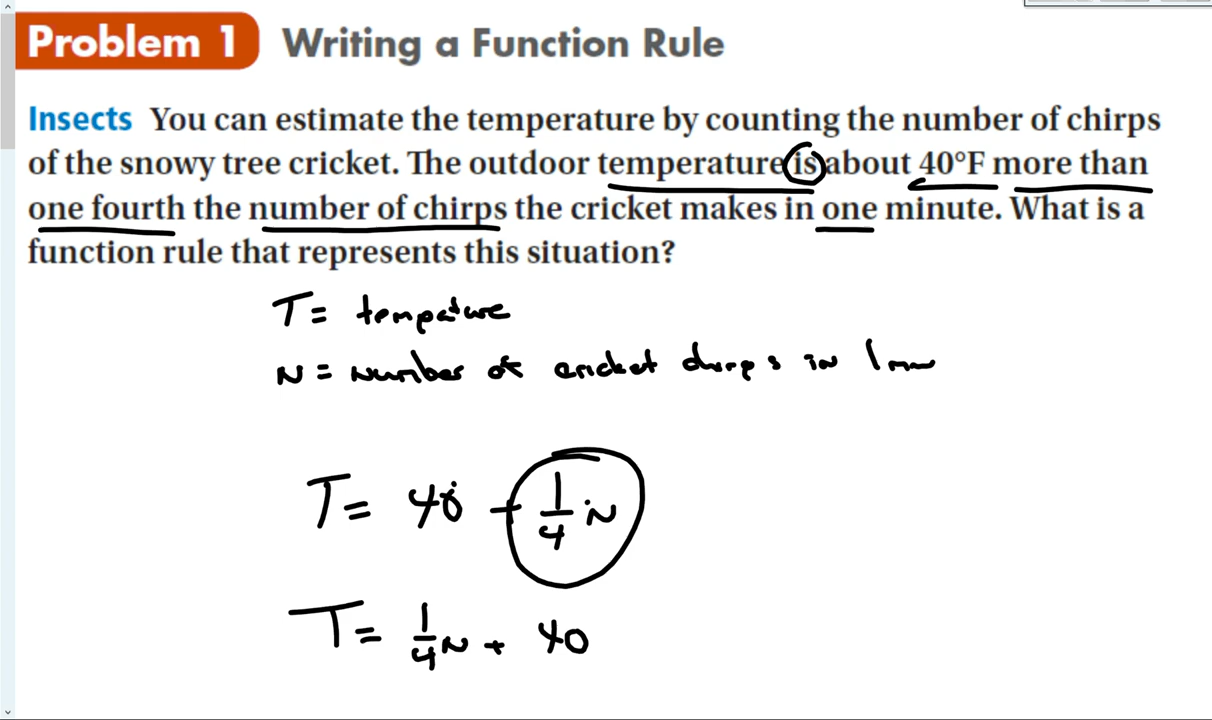 Problem 1 Writing a Function Rule
Insects You can estimate the temperature by counting the number of chirps
of the snowy tree cricket. The outdoor temperature is about 40°F more than
one fourth the number of chirps the cricket makes in one minute. What is a
function rule that represents this situation?
T = tempature
N = number of cricket chirps in 1 min
T = 40 + 1/4 N
T = 1/4 N + 40